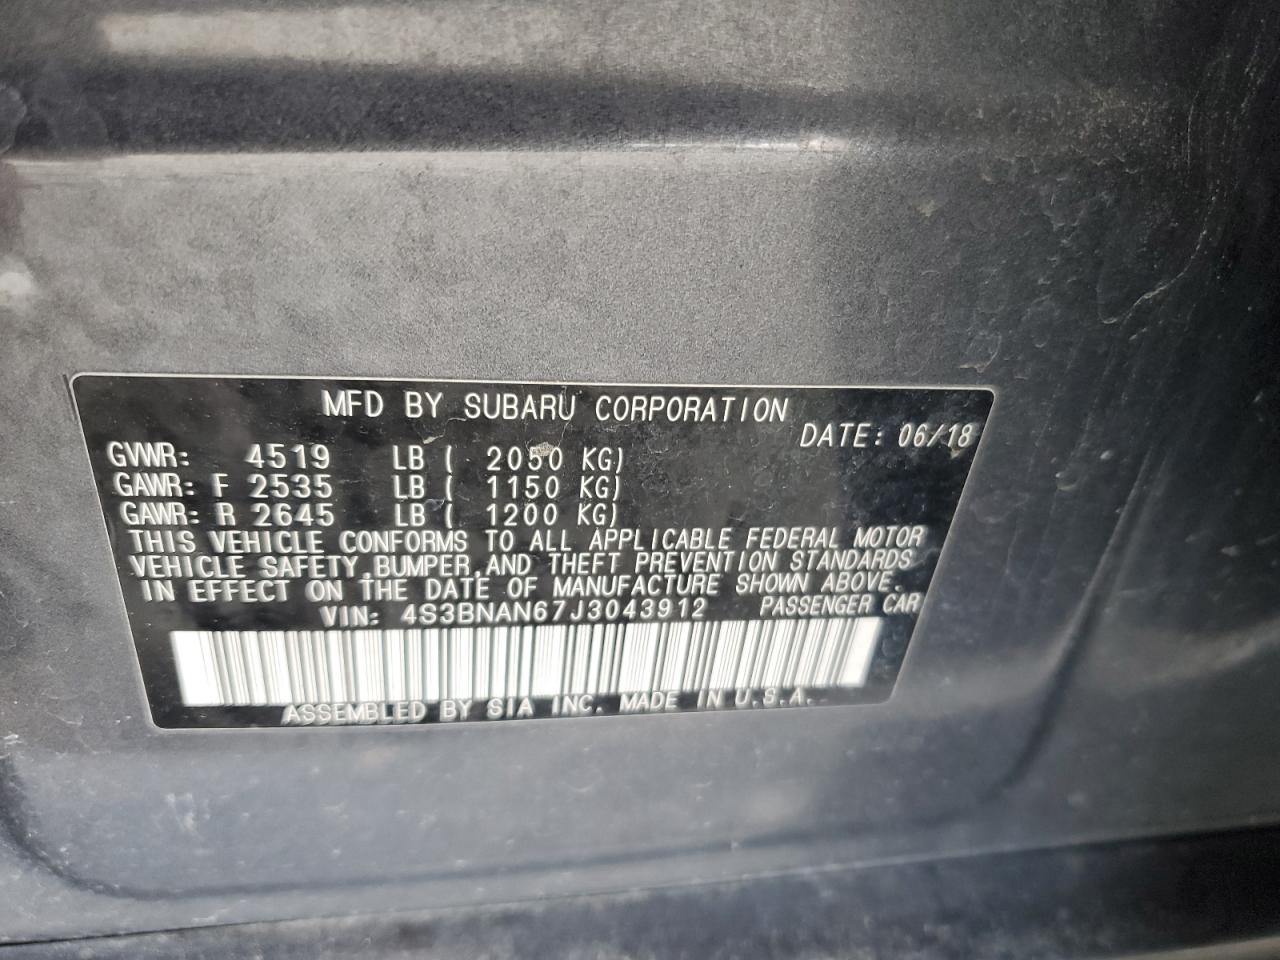 MFD BY SUBARU CORPORATION
DATE: 06/18
GVWR: 4519 LB ( 2050 KG)
GAWR: F 2535 LB ( 1150 KG)
GAWR: R 2645 LB ( 1200 KG)
THIS VEHICLE CONFORMS TO ALL APPLICABLE FEDERAL MOTOR
VEHICLE SAFETY, BUMPER, AND THEFT PREVENTION STANDARDS
IN EFFECT ON THE DATE OF MANUFACTURE SHOWN ABOVE.
VIN: 4S3BNAN67J3043912 PASSENGER CAR
ASSEMBLED BY SIA INC. MADE IN U.S.A.